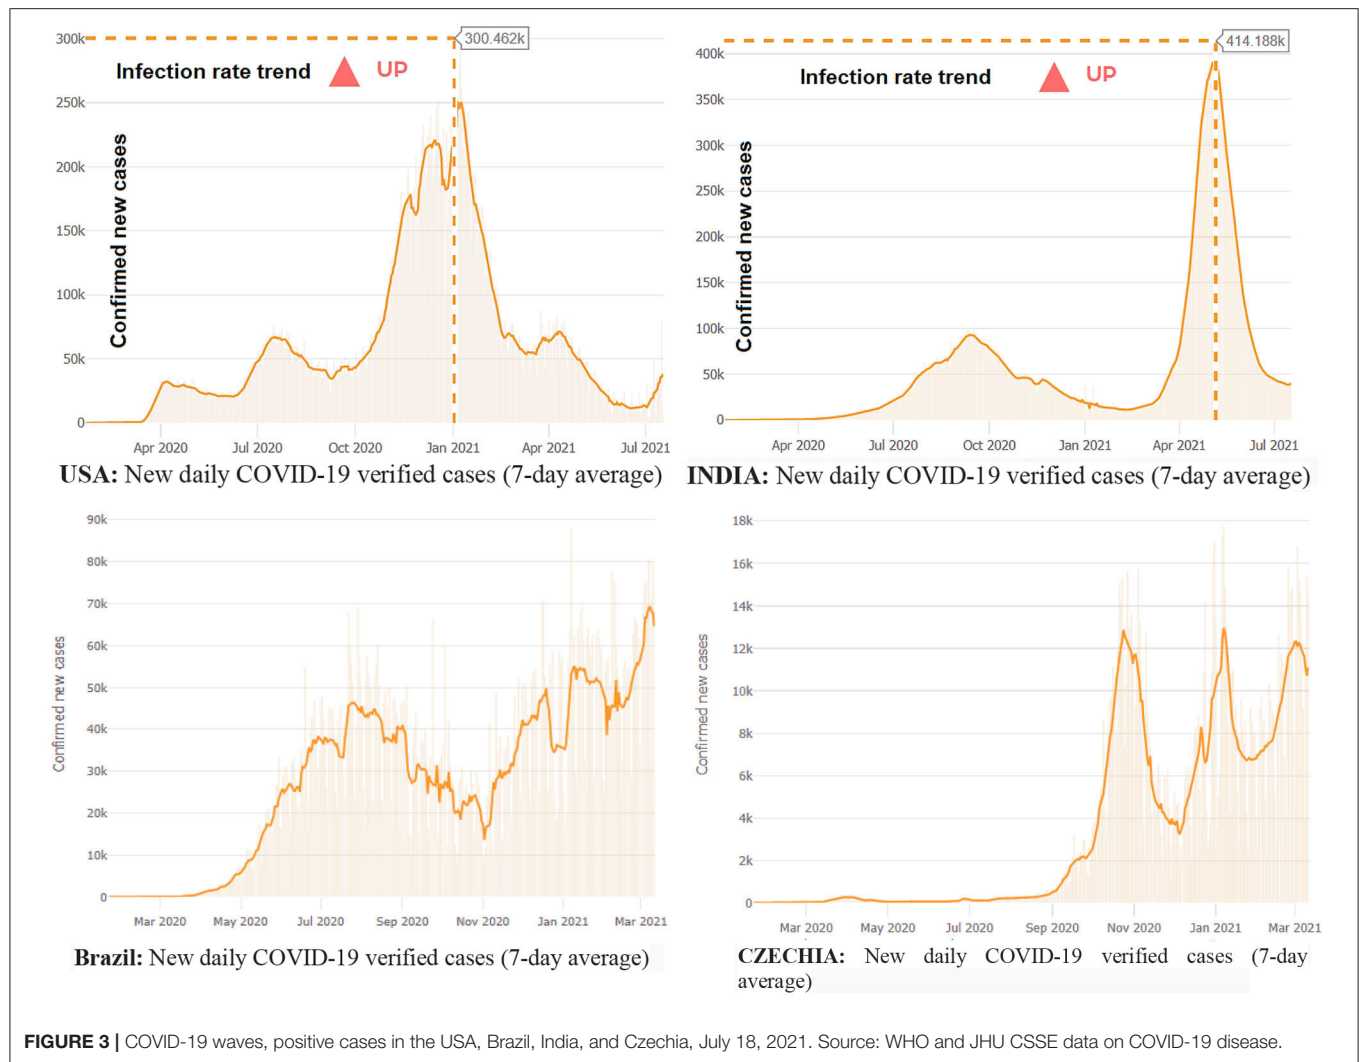 300k
300.462k
Infection rate trend UP
250k
200k
150k
100k
50k
0
Confirmed new cases
Apr 2020 Jul 2020 Oct 2020 Jan 2021 Apr 2021 Jul 2021
USA: New daily COVID-19 verified cases (7-day average)
414.188k
400k
Infection rate trend UP
350k
300k
250k
200k
150k
100k
50k
0
Confirmed new cases
Apr 2020 Jul 2020 Oct 2020 Jan 2021 Apr 2021 Jul 2021
INDIA: New daily COVID-19 verified cases (7-day average)
90k
80k
70k
60k
50k
40k
30k
20k
10k
0
Confirmed new cases
Mar 2020 May 2020 Jul 2020 Sep 2020 Nov 2020 Jan 2021 Mar 2021
Brazil: New daily COVID-19 verified cases (7-day average)
18k
16k
14k
12k
10k
8k
6k
4k
2k
0
Confirmed new cases
Mar 2020 May 2020 Jul 2020 Sep 2020 Nov 2020 Jan 2021 Mar 2021
CZECHIA: New daily COVID-19 verified cases (7-day
average)
FIGURE 3 | COVID-19 waves, positive cases in the USA, Brazil, India, and Czechia, July 18, 2021. Source: WHO and JHU CSSE data on COVID-19 disease.